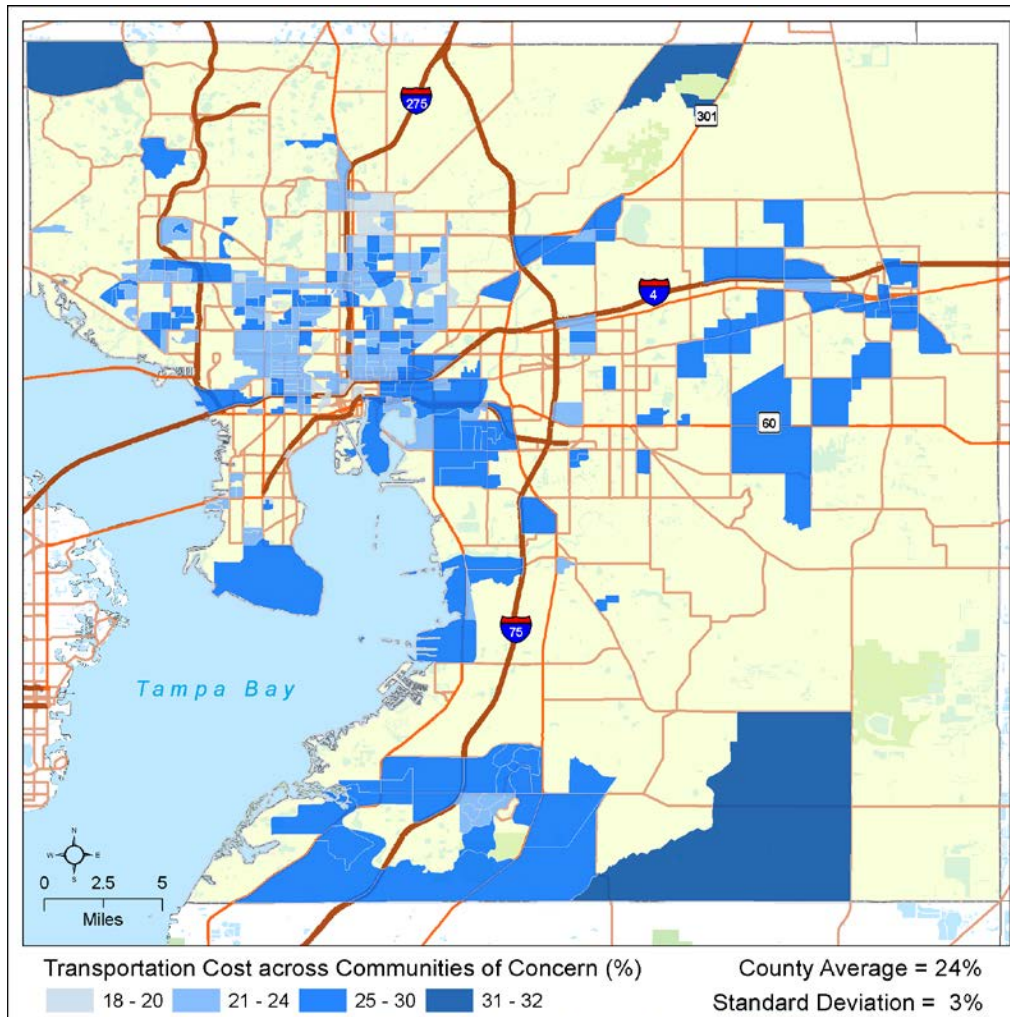 275
301
4
60
75
Tampa Bay
N
W E
S
0 2.5 5
Miles
Transportation Cost across Communities of Concern (%)
18 - 20 21 - 24 25 - 30 31 - 32
County Average = 24%
Standard Deviation = 3%